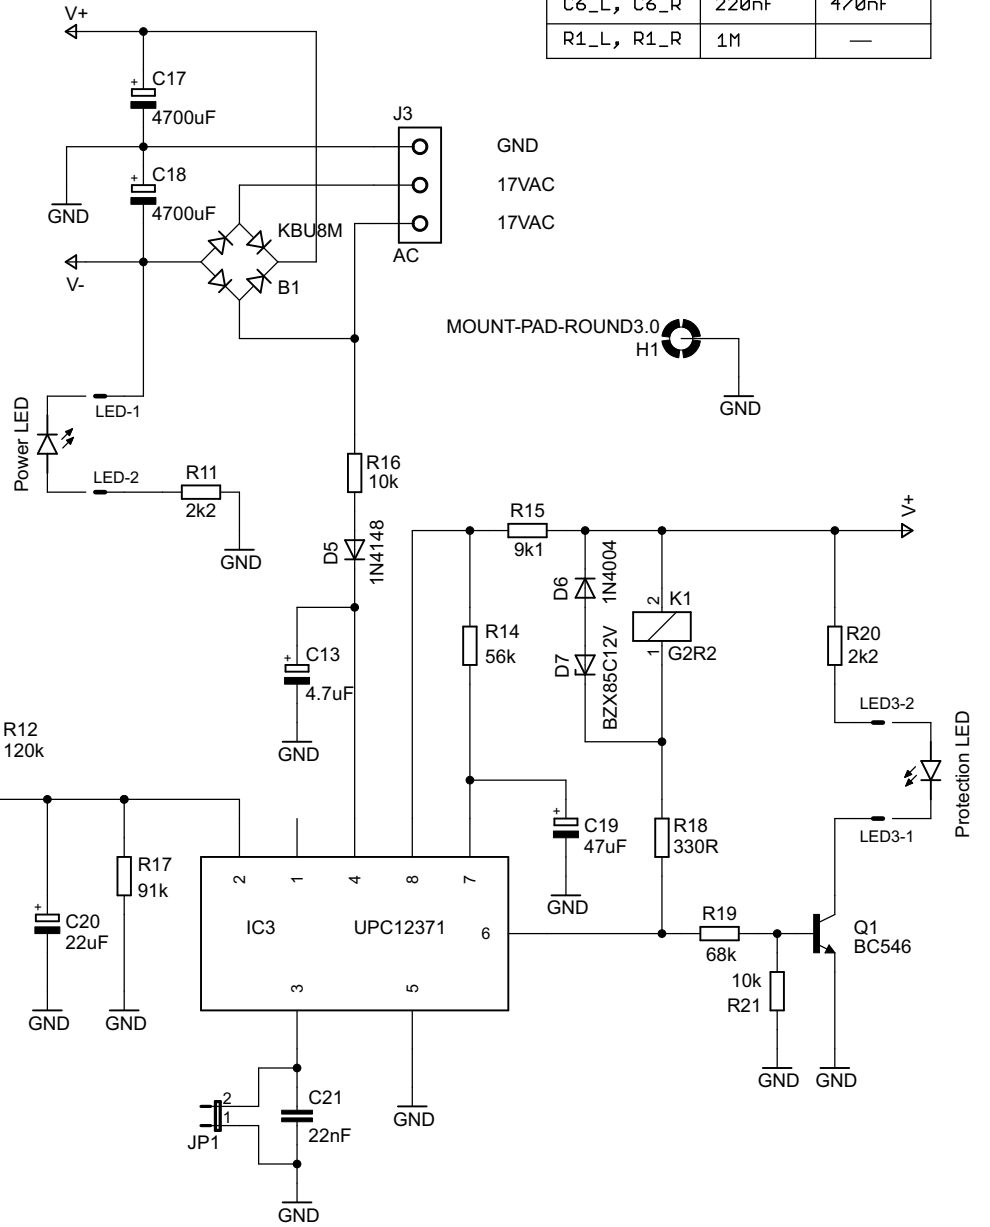 C6_L, C6_R 220nF 470nF
R1_L, R1_R 1M —
V+
C17
4700uF
J3
GND
17VAC
17VAC
AC
C18
4700uF
GND
KBU8M
B1
V-
MOUNT-PAD-ROUND3.0
H1
GND
Power LED
LED-1
LED-2
R11
2k2
GND
R16
10k
D5
1N4148
R15
9k1
V+
D6
1N4004
D7
BZX85C12V
2
K1
1
G2R2
R14
56k
R20
2k2
C13
4.7uF
GND
LED3-2
Protection LED
LED3-1
R12
120k
C19
47uF
GND
R18
330R
R17
91k
C20
22uF
GND
GND
2 1 4 8 7
IC3
UPC12371
6
3 5
R19
68k
10k
R21
Q1
BC546
GND
GND
2
1
JP1
C21
22nF
GND
GND